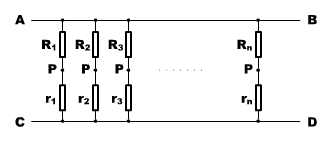 A B
R1 R2 R3 Rn
P P P ....... P
r1 r2 r3 rn
C D